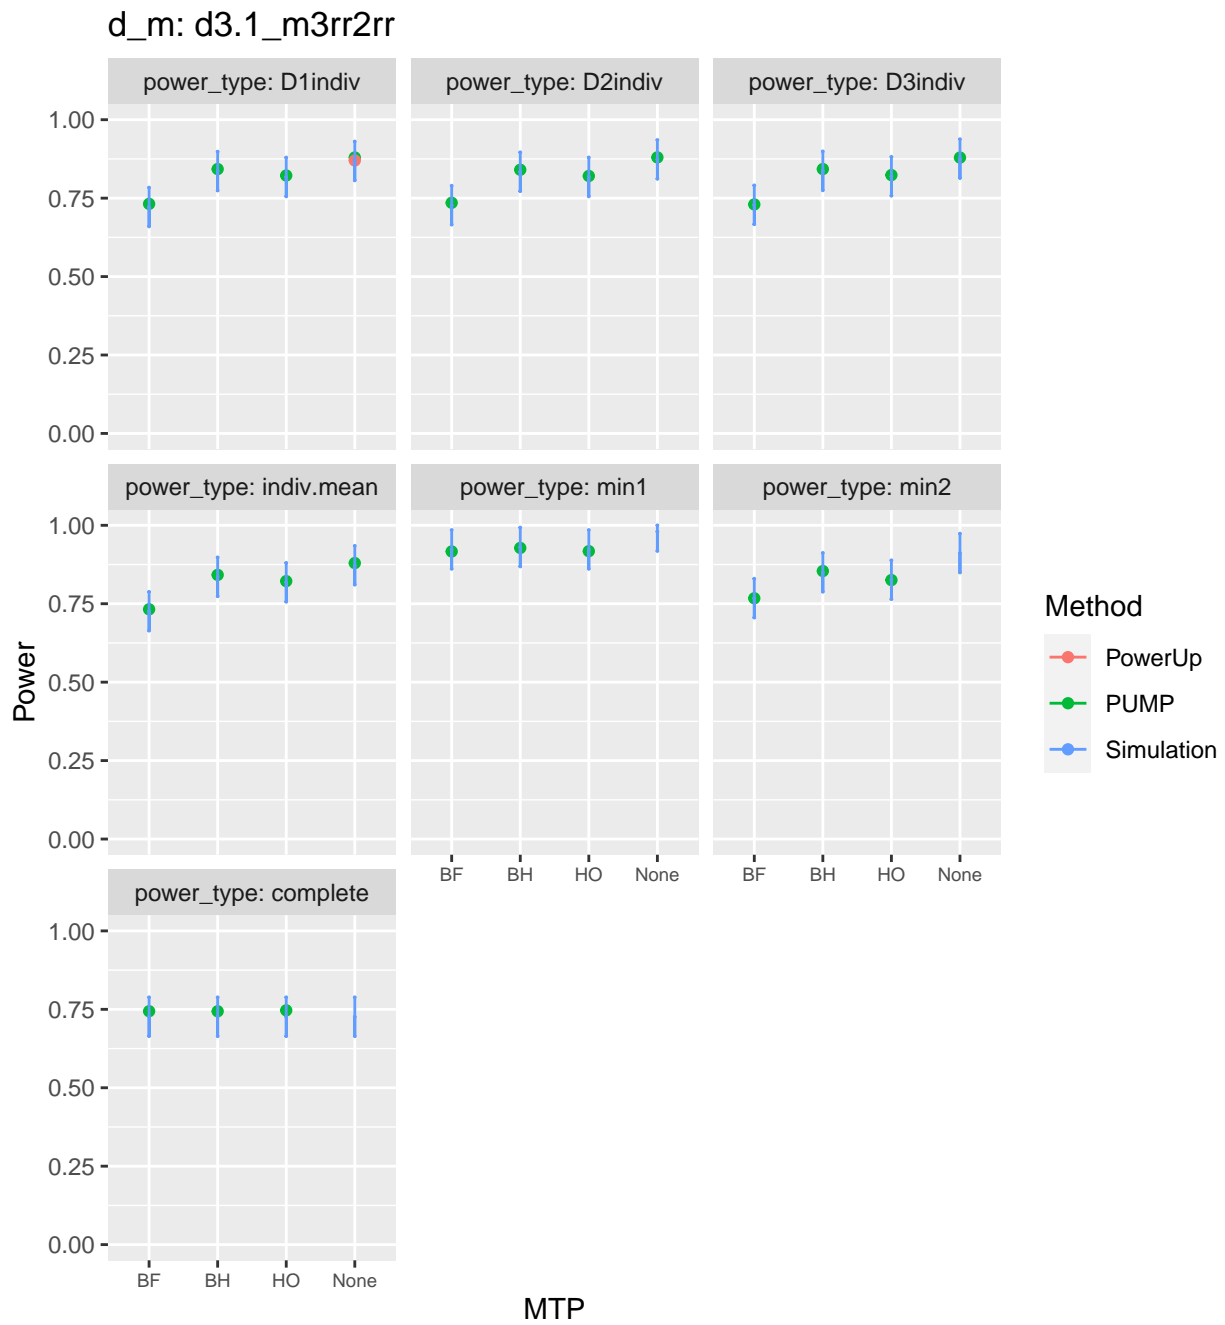 d_m: d3.1_m3rr2rr
power_type: D1indiv
power_type: D2indiv
power_type: D3indiv
1.00
0.75
0.50
0.25
0.00
power_type: indiv.mean
power_type: min1
power_type: min2
1.00
0.75
0.50
0.25
0.00
BF BH HO None
BF BH HO None
power_type: complete
1.00
0.75
0.50
0.25
0.00
BF BH HO None
Power
MTP
Method
PowerUp
PUMP
Simulation